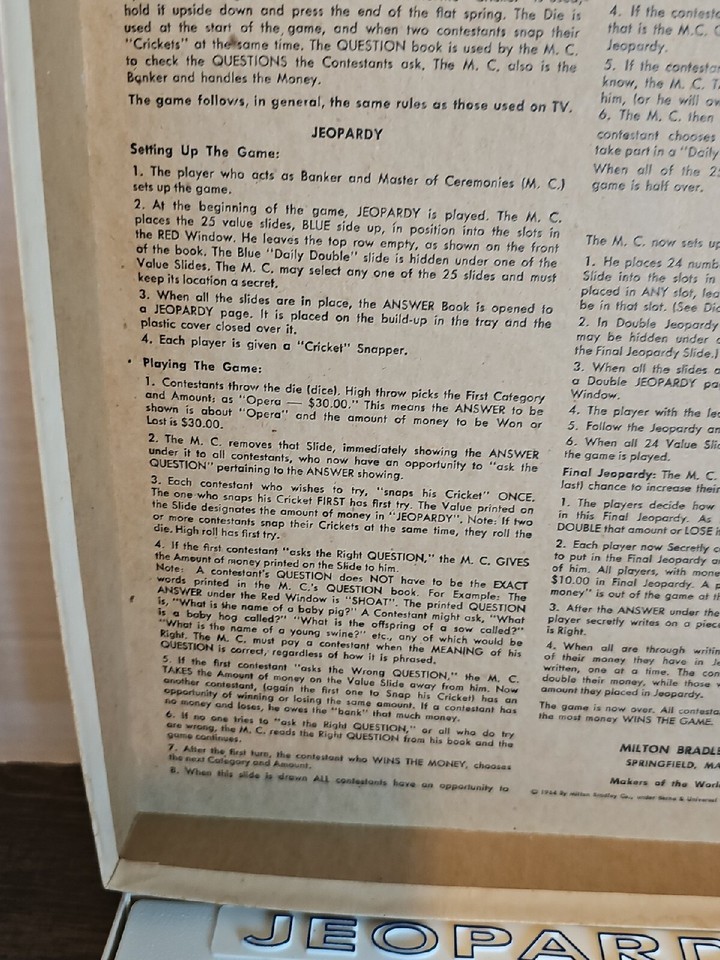 hold it upside down and press the end of the flat spring. The Die is
used at the start of the game, and when two contestants snap their
"Crickets" at the same time. The QUESTION book is used by the M. C.
to check the QUESTIONS the Contestants ask. The M. C. also is the
Banker and handles the Money.
The game follows, in general, the same rules as those used on TV.
JEOPARDY
Setting Up The Game:
1. The player who acts as Banker and Master of Ceremonies (M. C.)
sets up the game.
2. At the beginning of the game, JEOPARDY is played. The M. C.
places the 25 value slides, BLUE side up, in position into the slots in
the RED Window. He leaves the top row empty, as shown on the front
of the book. The Blue "Daily Double" slide is hidden under one of the
Value Slides. The M. C. may select any one of the 25 slides and must
keep its location a secret.
3. When all the slides are in place, the ANSWER Book is opened to
a JEOPARDY page. It is placed on the build-up in the tray and the
plastic cover closed over it.
4. Each player is given a "Cricket" Snapper.
Playing The Game:
1. Contestants throw the die (dice). High throw picks the First Category
and Amount; as "Opera — $30.00." This means the ANSWER to be
shown is about "Opera" and the amount of money to be Won or
Lost is $30.00.
2. The M. C. removes that Slide, immediately showing the ANSWER
under it to all contestants, who now have an opportunity to "ask the
QUESTION" pertaining to the ANSWER showing.
3. Each contestant who wishes to try, "snaps his Cricket" ONCE.
The one who snaps his Cricket FIRST has first try. The Value printed on
the Slide designates the amount of money in "JEOPARDY". Note: If two
or more contestants snap their Crickets at the same time, they roll the
die. High roll has first try.
4. If the first contestant "asks the Right QUESTION," the M. C. GIVES
the Amount of money printed on the Slide to him.
Note: A contestant's QUESTION does NOT have to be the EXACT
words printed in the M. C.'s QUESTION book. For Example: The
ANSWER under the Red Window is "SHOAT". The printed QUESTION
is, "What is the name of a baby pig?" A Contestant might ask, "What
is a baby hog called?" "What is the offspring of a sow called?"
"What is the name of a young swine?" etc., any of which would be
Right. The M. C. must pay a contestant when the MEANING of his
QUESTION is correct, regardless of how it is phrased.
5. If the first contestant "asks the Wrong QUESTION," the M. C.
TAKES the Amount of money on the Value Slide away from him. Now
another contestant, (again the first one to Snap his Cricket) has an
opportunity of winning or losing the same amount. If a contestant has
no money and loses, he owes the "bank" that much money.
6. If no one tries to "ask the Right QUESTION," or all who do try
are wrong, the M. C. reads the Right QUESTION from his book and the
game continues.
7. After the first turn, the contestant who WINS THE MONEY, chooses
the next Category and Amount.
8. When this slide is drawn ALL contestants have an opportunity to
4. If the
that is the M.C.
Jeopardy.
5. If the
know, the M. C.
him, (or he will
6. The M. C. then
contestant chooses
take part in a "Daily
When all of the
game is half over.
The M. C. now sets up
1. He places 24
Slide into the slots in
placed in ANY slot,
be in that slot. (See
2. In Double Jeopardy
may be hidden under
the Final Jeopardy Slide.)
3. When all the slides
a Double JEOPARDY
Window.
4. The player with the
5. Follow the Jeopardy
6. When all 24 Value
the game is played.
Final Jeopardy: The M. C.
last) chance to increase their
1. The players decide how
in this Final Jeopardy. As
DOUBLE that amount or LOSE
2. Each player now Secretly
to put in the Final Jeopardy
of him. All players, with
$10.00 in Final Jeopardy. A
money" is out of the game at
3. After the ANSWER under the
player secretly writes on a
is Right.
4. When all are through
of their money they have in
written, one at a time. The
double their money, while those
amount they placed in Jeopardy.
The game is now over. All
the most money WINS THE GAME.
MILTON
SPRINGFIELD,
Makers of the
© 1964 By Milton Bradley Co., under Berne & Universal
JEOPARD